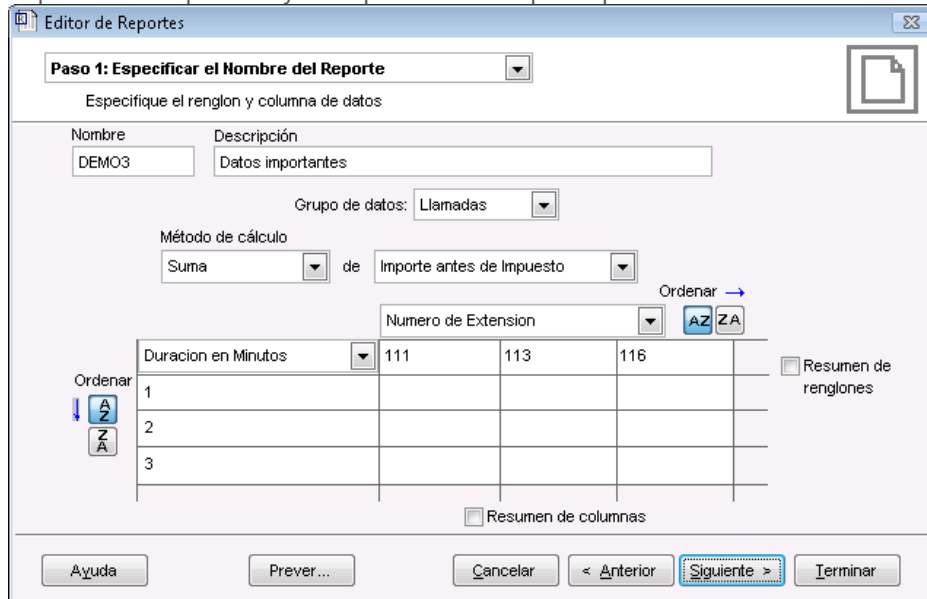 Editor de Reportes
Paso 1: Especificar el Nombre del Reporte
Especifique el renglon y columna de datos
Nombre Descripción
DEMO3 Datos importantes
Grupo de datos: Llamadas
Método de cálculo
Suma de Importe antes de Impuesto
Ordenar
Numero de Extension AZ ZA
Duracion en Minutos 111 113 116
Resumen de renglones
Ordenar
AZ
ZA
1
2
3
Resumen de columnas
Ayuda Prever... Cancelar < Anterior Siguiente > Terminar